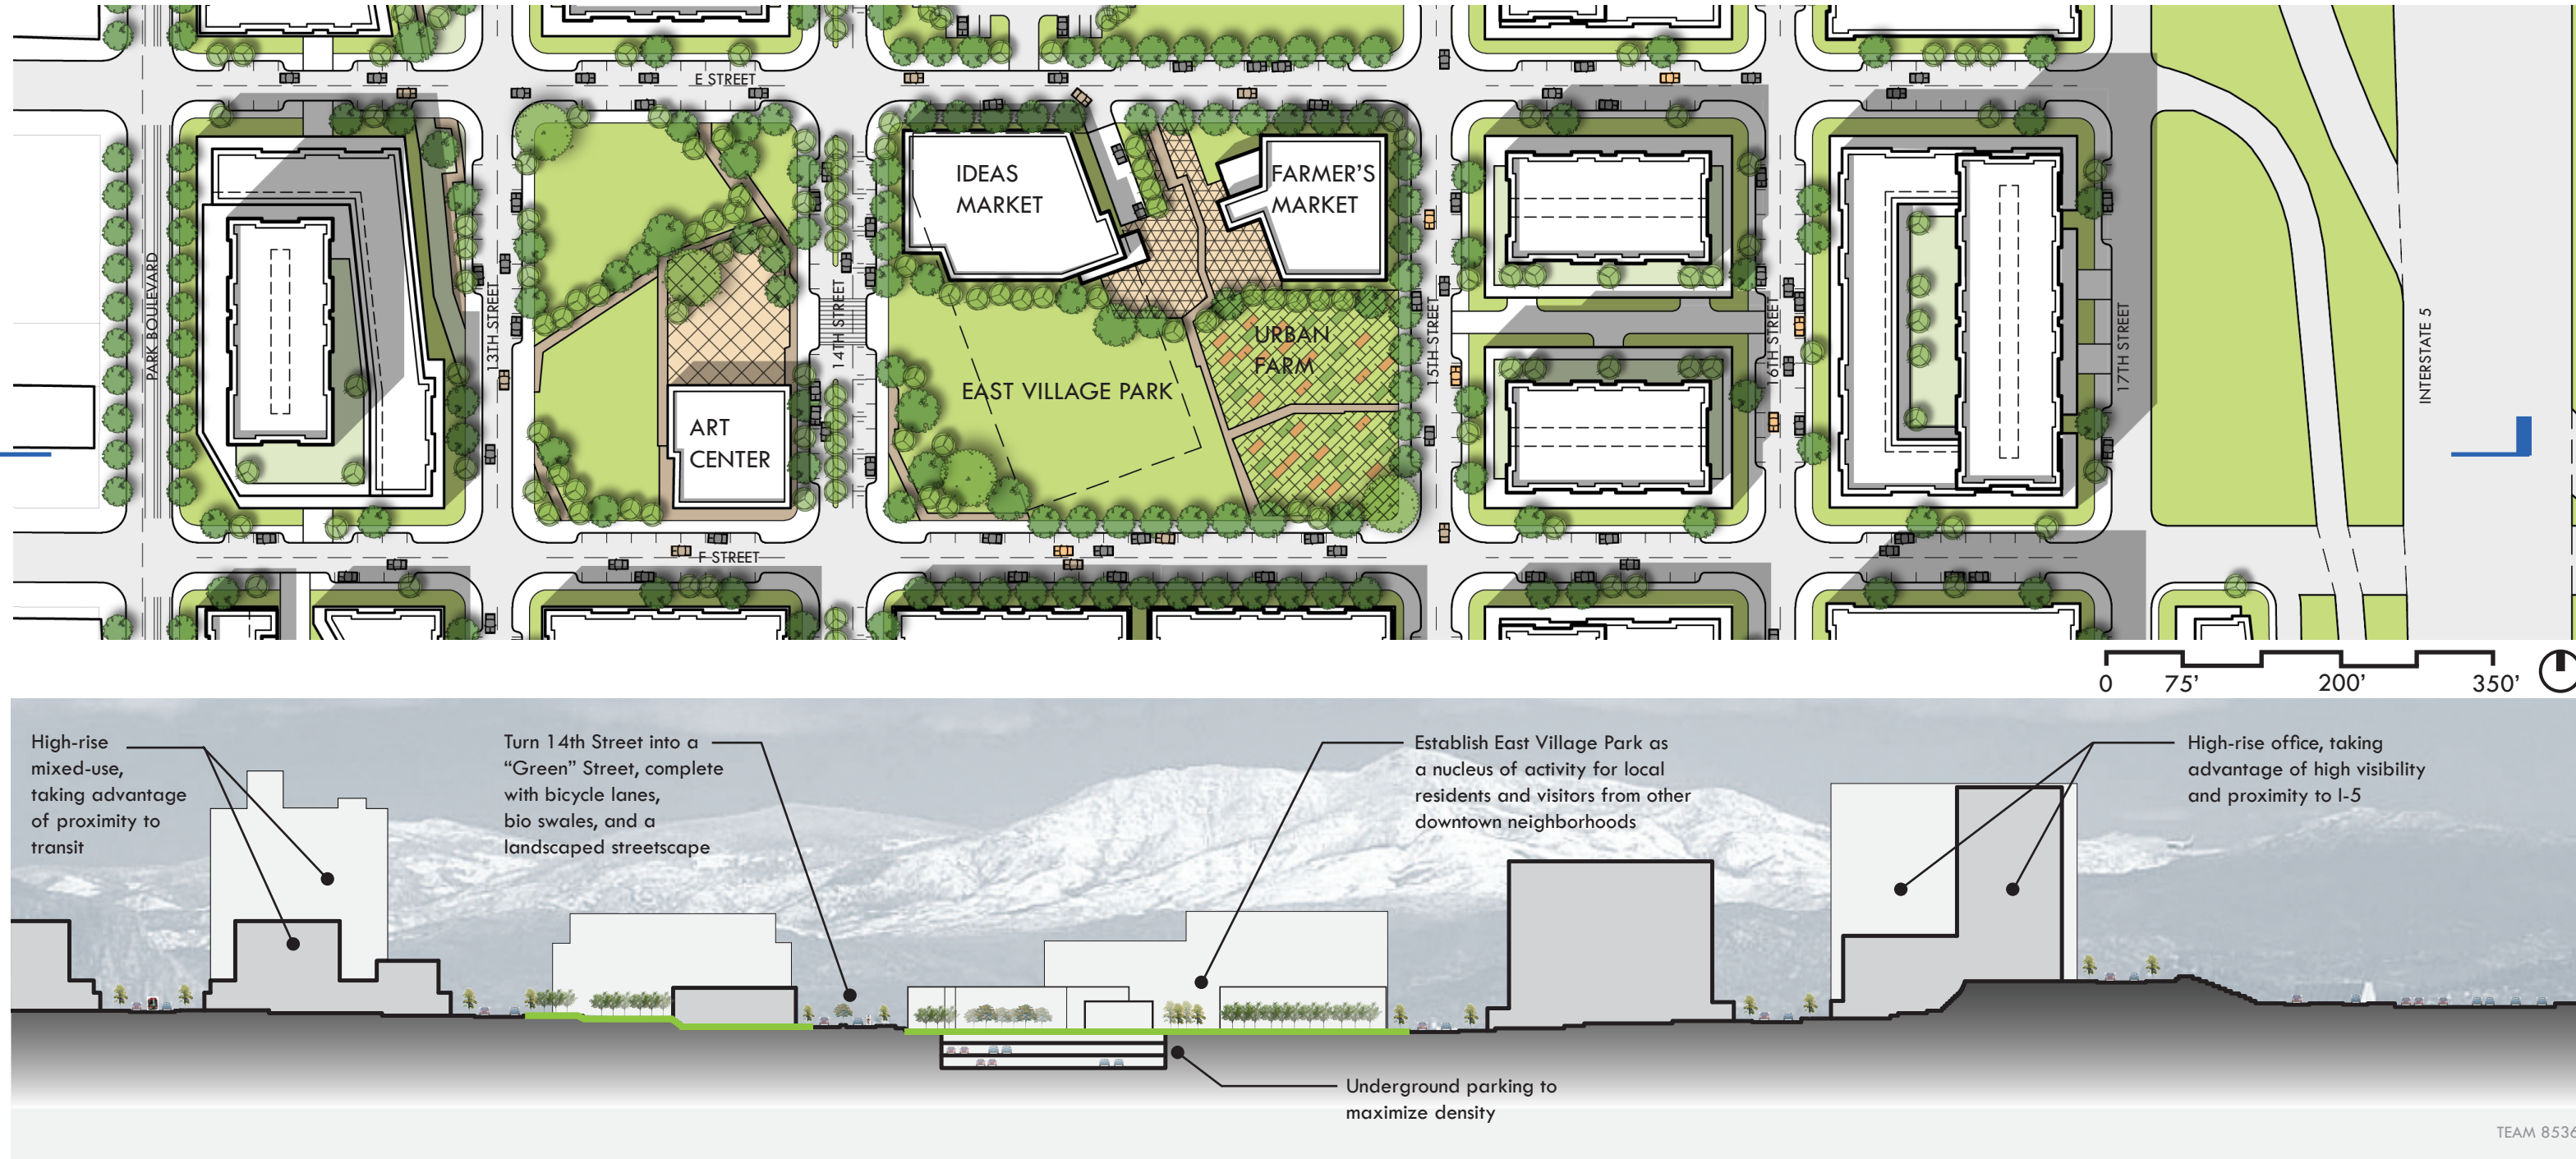 E STREET
IDEAS
MARKET
FARMER'S
MARKET
PARK BOULEVARD
13TH STREET
14TH STREET
15TH STREET
16TH STREET
17TH STREET
INTERSTATE 5
URBAN
FARM
EAST VILLAGE PARK
ART
CENTER
F STREET
0 75' 200' 350'
High-rise
mixed-use,
taking advantage
of proximity to
transit
Turn 14th Street into a
“Green” Street, complete
with bicycle lanes,
bio swales, and a
landscaped streetscape
Establish East Village Park as
a nucleus of activity for local
residents and visitors from other
downtown neighborhoods
High-rise office, taking
advantage of high visibility
and proximity to I-5
Underground parking to
maximize density
TEAM 8536